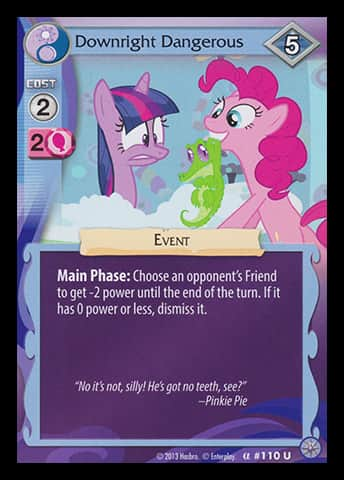 Downright Dangerous
5
COST
2
2
EVENT
Main Phase: Choose an opponent's Friend
to get -2 power until the end of the turn. If it
has 0 power or less, dismiss it.
"No it's not, silly! He's got no teeth, see?"
–Pinkie Pie
© 2013 Hasbro. © Enterplay. α #110 U